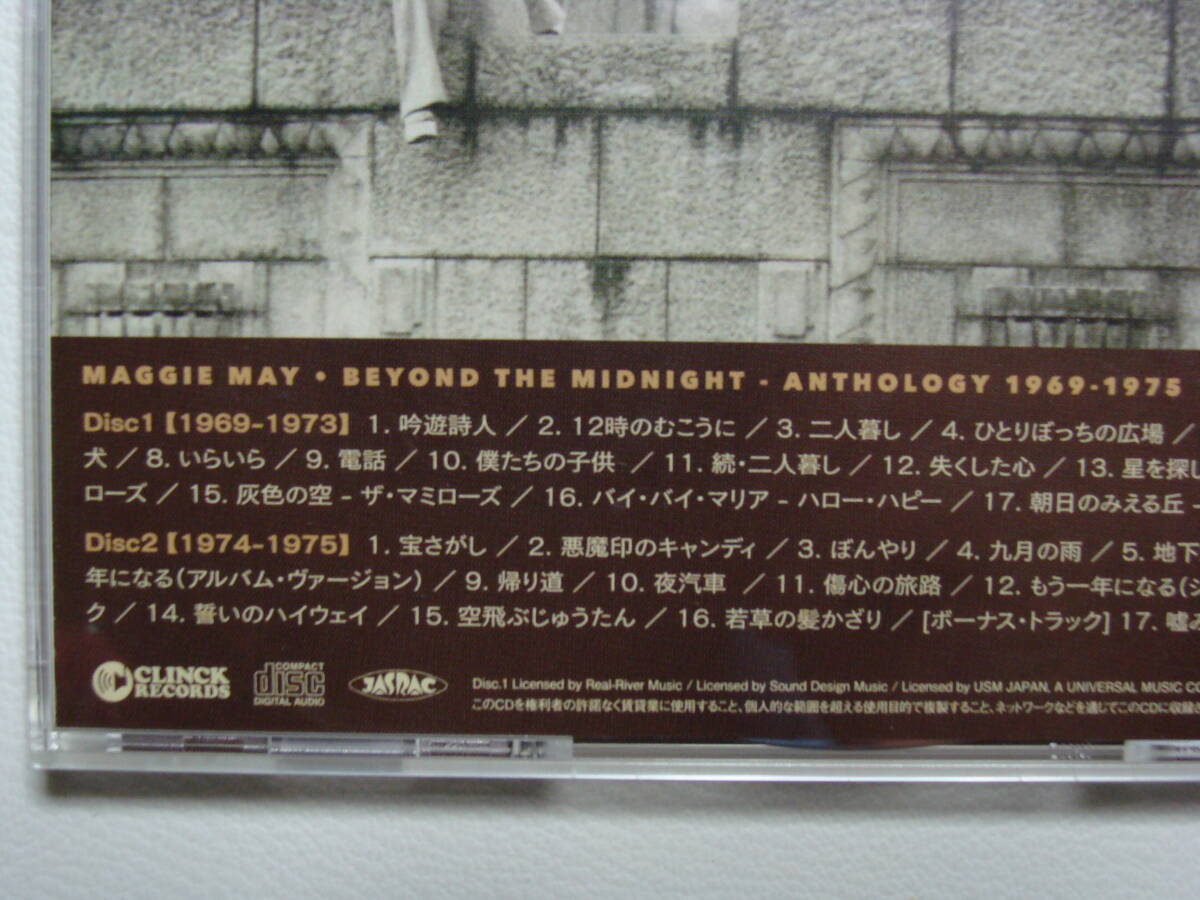 MAGGIE MAY • BEYOND THE MIDNIGHT - ANTHOLOGY 1969-1975
Disc1【1969-1973】 1. 吟遊詩人 ／ 2. 12時のむこうに ／ 3. 二人暮し ／ 4. ひとりぼっちの広場 ／
犬 ／ 8. いらいら ／ 9. 電話 ／ 10. 僕たちの子供 ／ 11. 続・二人暮し ／ 12. 失くした心 ／ 13. 星を探し
ローズ ／ 15. 灰色の空 – ザ・マミローズ ／ 16. バイ・バイ・マリア – ハロー・ハピー ／ 17. 朝日のみえる丘 –
Disc2【1974-1975】 1. 宝さがし ／ 2. 悪魔印のキャンディ ／ 3. ぼんやり ／ 4. 九月の雨 ／ 5. 地下
年になる（アルバム・ヴァージョン） ／ 9. 帰り道 ／ 10. 夜汽車 ／ 11. 傷心の旅路 ／ 12. もう一年になる（
ク ／ 14. 誓いのハイウェイ ／ 15. 空飛ぶじゅうたん ／ 16. 若草の髪かざり ／ [ボーナス・トラック] 17. 嘘
CLINCK RECORDS
COMPACT disc DIGITAL AUDIO
JASRAC
Disc.1 Licensed by Real-River Music / Licensed by Sound Design Music / Licensed by USM JAPAN, A UNIVERSAL MUSIC
このCDを権利者の許諾なく賃貸業に使用すること、個人的な範囲を超える使用目的で複製すること、ネットワークなどを通じてこのCDに収録